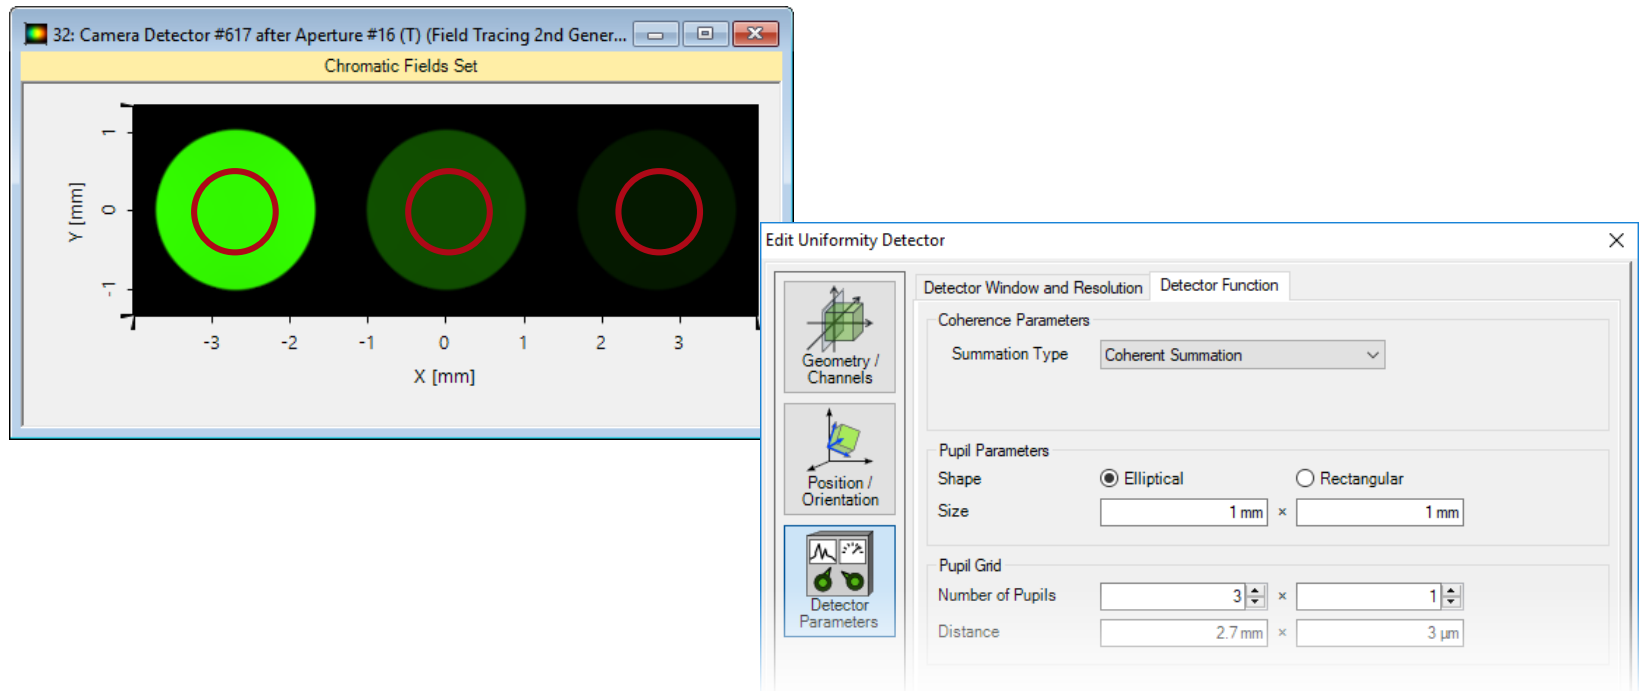 32: Camera Detector #617 after Aperture #16 (T) (Field Tracing 2nd Gener...
Chromatic Fields Set
1
0
-1
Y [mm]
-3 -2 -1 0 1 2 3
X [mm]
Edit Uniformity Detector
Geometry /
Channels
Position /
Orientation
Detector
Parameters
Detector Window and Resolution Detector Function
Coherence Parameters
Summation Type Coherent Summation
Pupil Parameters
Shape Elliptical Rectangular
Size 1 mm × 1 mm
Pupil Grid
Number of Pupils 3 × 1
Distance 2.7 mm × 3 µm